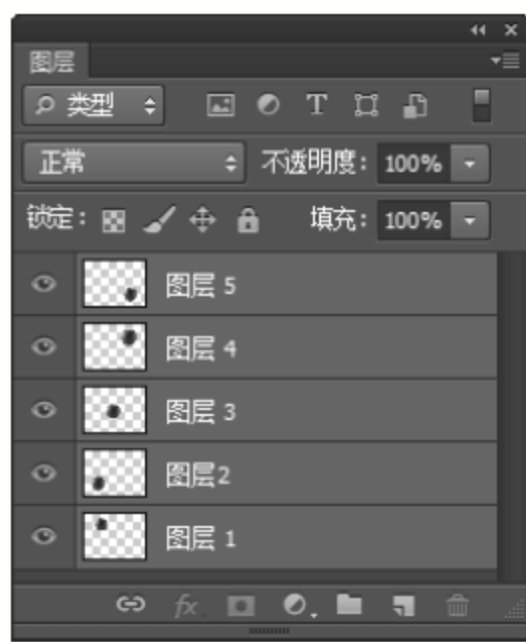 图层
类型
正常 不透明度: 100%
锁定: 填充: 100%
图层 5
图层 4
图层 3
图层2
图层 1
fx.